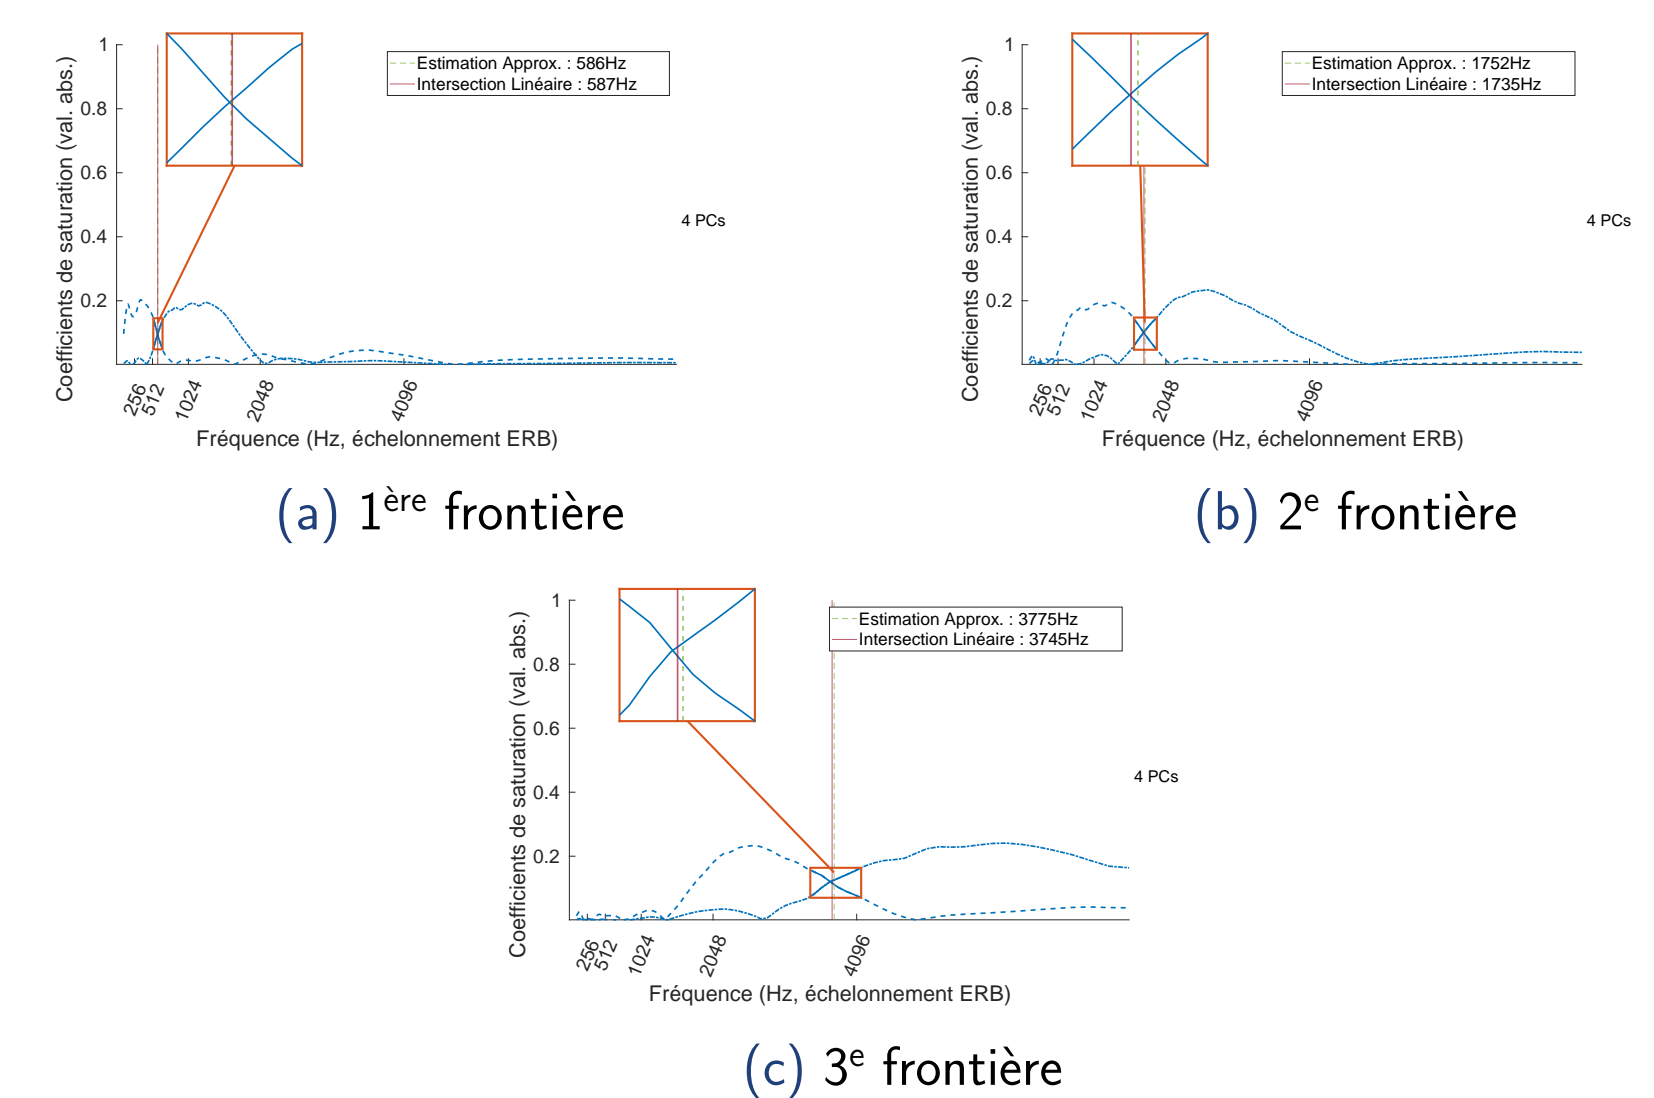 Estimation Approx. : 586Hz
Intersection Linéaire : 587Hz
Coefficients de saturation (val. abs.)
1
0.8
0.6
0.4
0.2
4 PCs
256
512
1024
2048
4096
Fréquence (Hz, échelonnement ERB)
(a) 1ère frontière
Estimation Approx. : 1752Hz
Intersection Linéaire : 1735Hz
Coefficients de saturation (val. abs.)
1
0.8
0.6
0.4
0.2
4 PCs
256
512
1024
2048
4096
Fréquence (Hz, échelonnement ERB)
(b) 2e frontière
Estimation Approx. : 3775Hz
Intersection Linéaire : 3745Hz
Coefficients de saturation (val. abs.)
1
0.8
0.6
0.4
0.2
4 PCs
256
512
1024
2048
4096
Fréquence (Hz, échelonnement ERB)
(c) 3e frontière